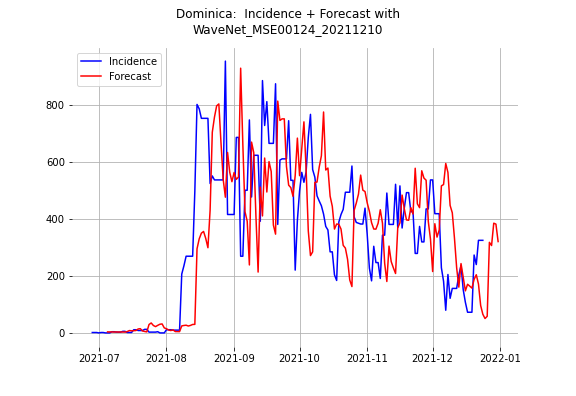 Dominica:  Incidence + Forecast with
WaveNet_MSE00124_20211210
Incidence
Forecast
800
600
400
200
0
2021-07 2021-08 2021-09 2021-10 2021-11 2021-12 2022-01